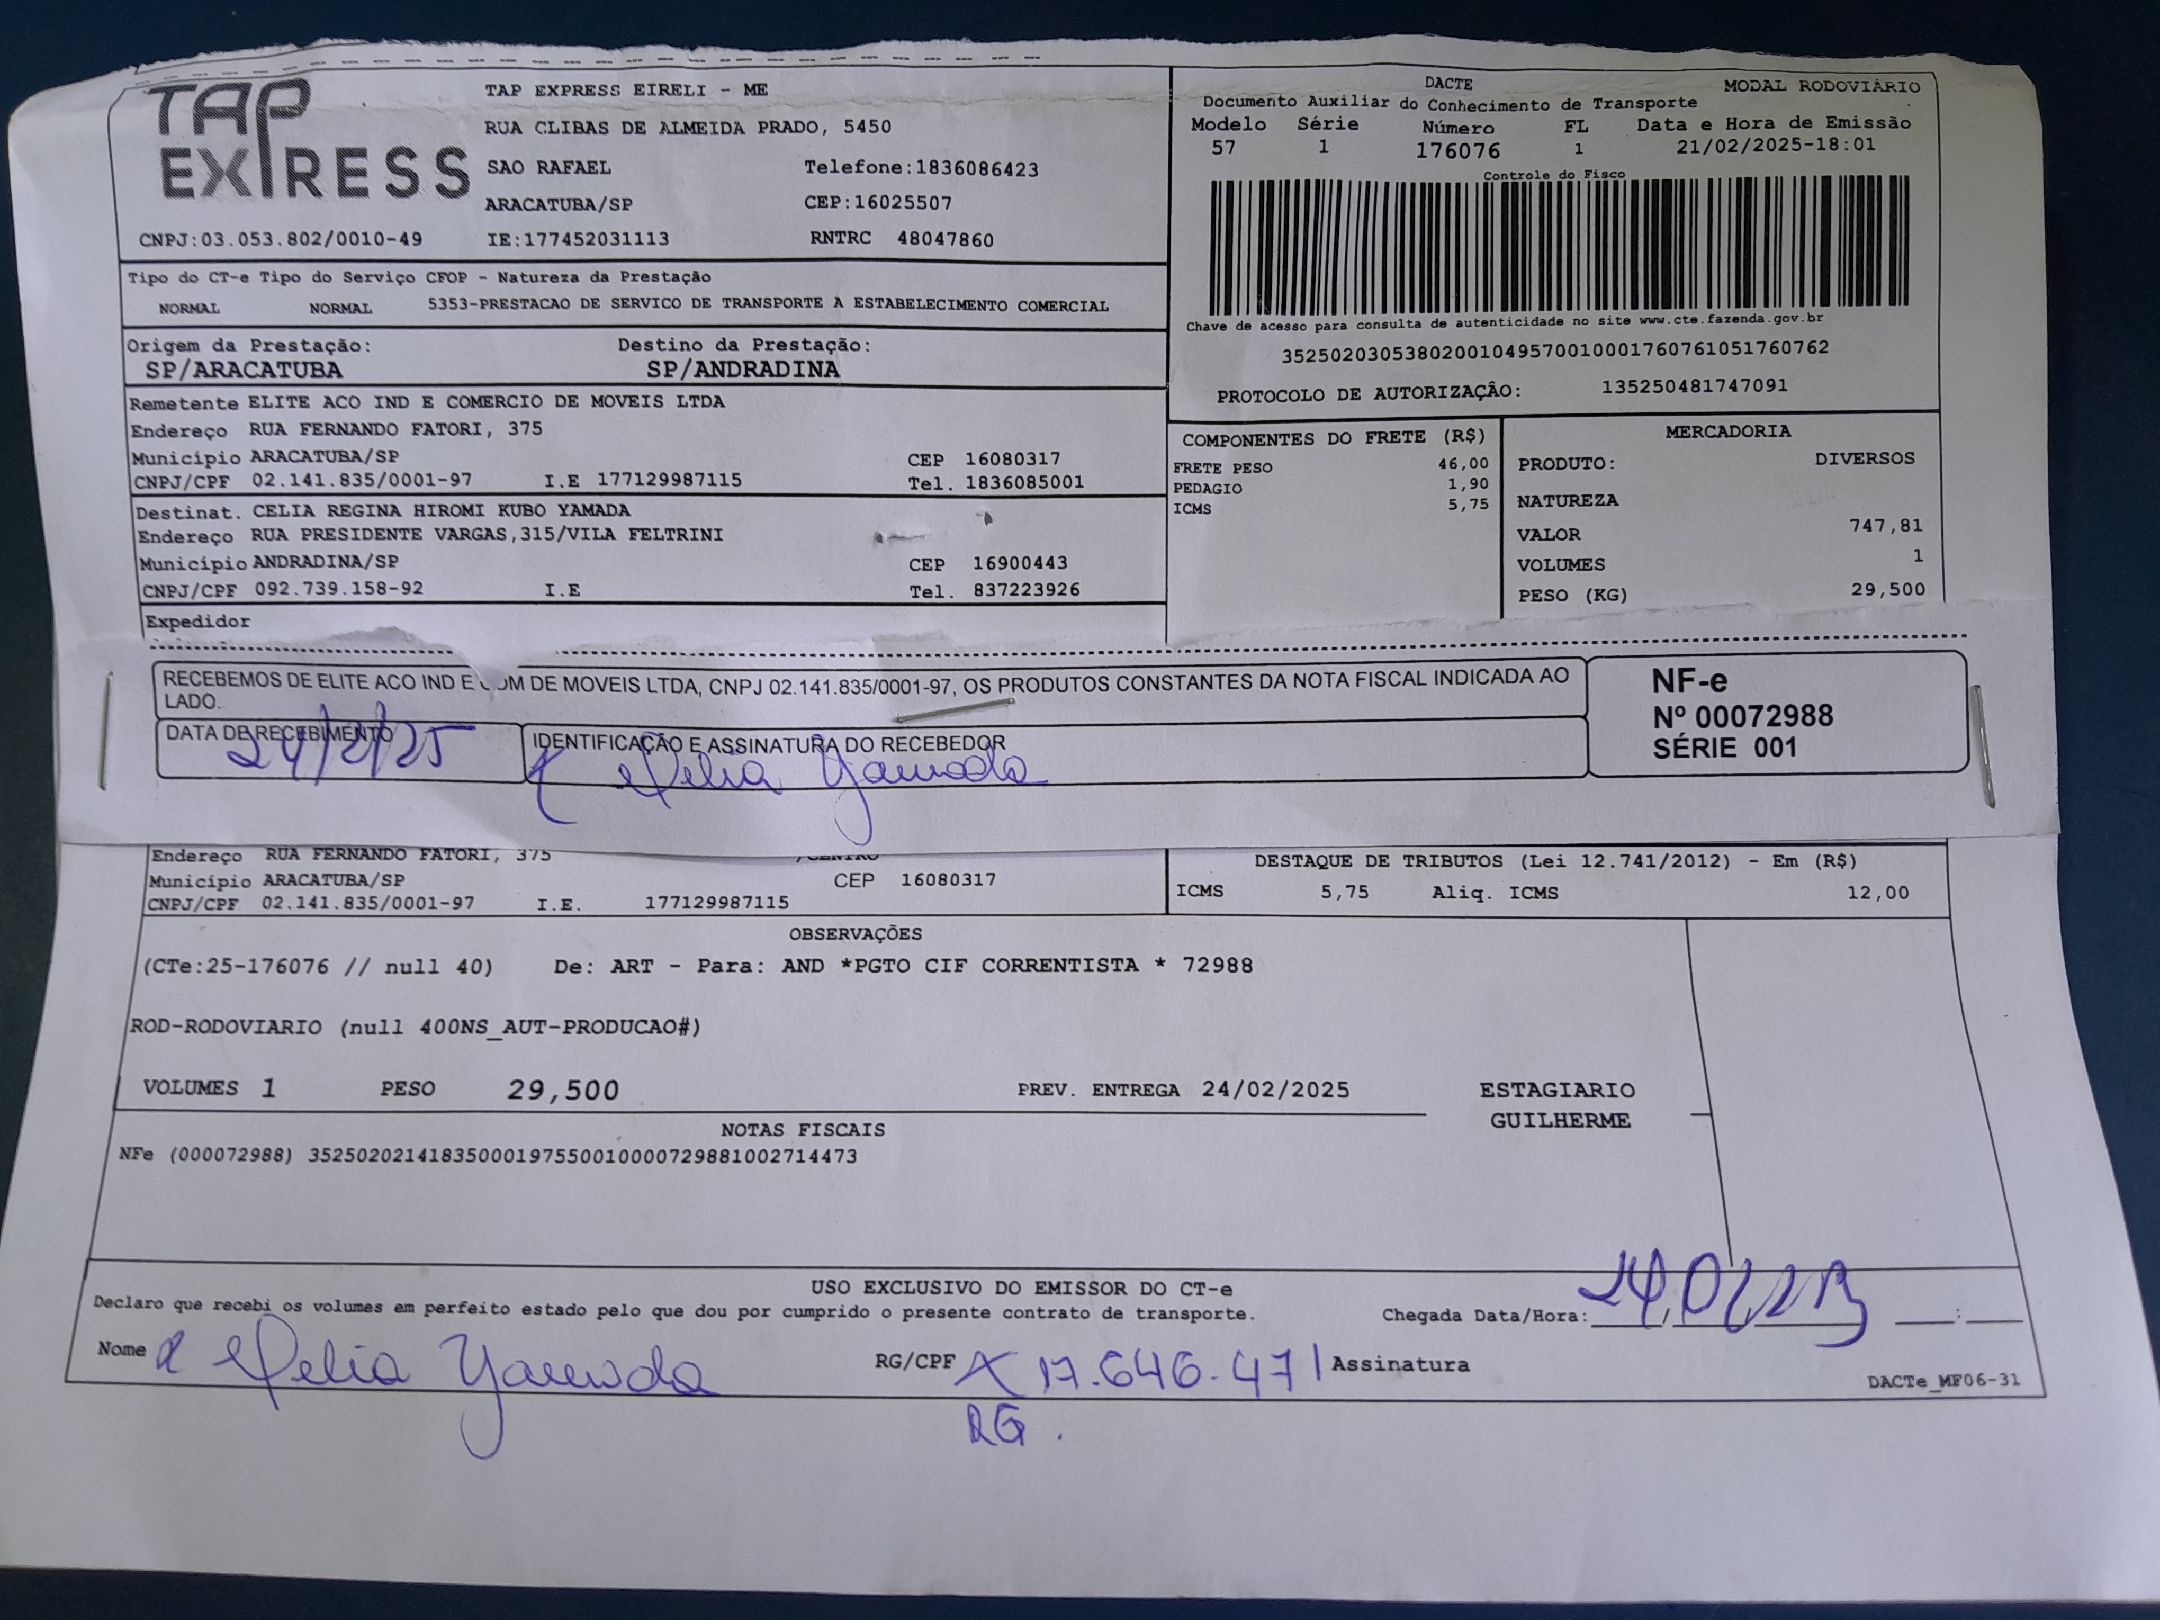 TAP EXPRESS
TAP EXPRESS EIRELI - ME
RUA CLIBAS DE ALMEIDA PRADO, 5450
SAO RAFAEL Telefone:1836086423
ARACATUBA/SP CEP:16025507
CNPJ:03.053.802/0010-49 IE:177452031113 RNTRC 48047860
DACTE MODAL RODOVIÁRIO
Documento Auxiliar do Conhecimento de Transporte
Modelo Série Número FL Data e Hora de Emissão
57 1 176076 1 21/02/2025-18:01
Controle do Fisco
Chave de acesso para consulta de autenticidade no site www.cte.fazenda.gov.br
35250203053802001049570010001760761051760762
PROTOCOLO DE AUTORIZAÇÂO: 135250481747091
Tipo do CT-e Tipo do Serviço CFOP - Natureza da Prestação
NORMAL NORMAL 5353-PRESTACAO DE SERVICO DE TRANSPORTE A ESTABELECIMENTO COMERCIAL
Origem da Prestação: Destino da Prestação:
SP/ARACATUBA SP/ANDRADINA
Remetente ELITE ACO IND E COMERCIO DE MOVEIS LTDA
Endereço RUA FERNANDO FATORI, 375
Município ARACATUBA/SP CEP 16080317
CNPJ/CPF 02.141.835/0001-97 I.E 177129987115 Tel. 1836085001
Destinat. CELIA REGINA HIROMI KUBO YAMADA
Endereço RUA PRESIDENTE VARGAS,315/VILA FELTRINI
Município ANDRADINA/SP CEP 16900443
CNPJ/CPF 092.739.158-92 I.E Tel. 837223926
Expedidor
COMPONENTES DO FRETE (R$)
FRETE PESO 46,00
PEDAGIO 1,90
ICMS 5,75
MERCADORIA
PRODUTO: DIVERSOS
NATUREZA
VALOR 747,81
VOLUMES 1
PESO (KG) 29,500
RECEBEMOS DE ELITE ACO IND E COM DE MOVEIS LTDA, CNPJ 02.141.835/0001-97, OS PRODUTOS CONSTANTES DA NOTA FISCAL INDICADA AO
LADO.
DATA DE RECEBIMENTO IDENTIFICAÇÃO E ASSINATURA DO RECEBEDOR
24/2/25 Celia Yamada
NF-e
Nº 00072988
SÉRIE 001
Endereço RUA FERNANDO FATORI, 375 /CENTRO
Município ARACATUBA/SP CEP 16080317
CNPJ/CPF 02.141.835/0001-97 I.E. 177129987115
DESTAQUE DE TRIBUTOS (Lei 12.741/2012) - Em (R$)
ICMS 5,75 Aliq. ICMS 12,00
OBSERVAÇÕES
(CTe:25-176076 // null 40) De: ART - Para: AND *PGTO CIF CORRENTISTA * 72988
ROD-RODOVIARIO (null 400NS_AUT-PRODUCAO#)
VOLUMES 1 PESO 29,500 PREV. ENTREGA 24/02/2025 ESTAGIARIO
GUILHERME
NOTAS FISCAIS
NFe (000072988) 35250202141835000197550010000729881002714473
USO EXCLUSIVO DO EMISSOR DO CT-e
Declaro que recebi os volumes em perfeito estado pelo que dou por cumprido o presente contrato de transporte. Chegada Data/Hora:
Nome Celia Yamada RG/CPF X 17.646.471 Assinatura
DACTe_MF06-31
RG.